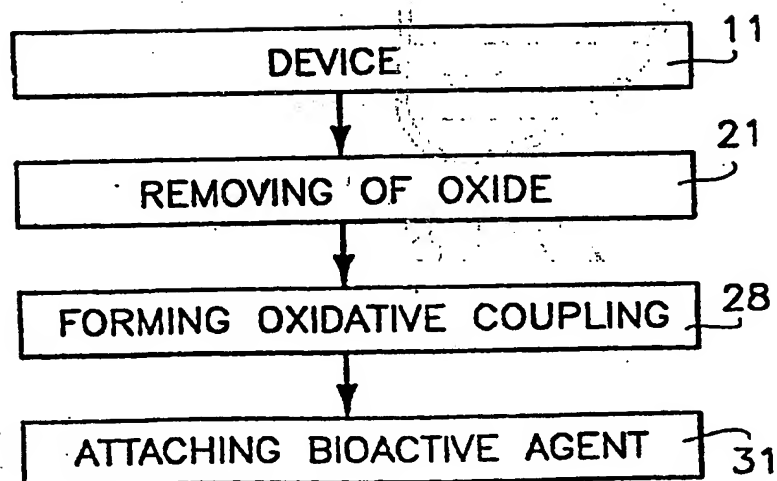 DEVICE 11
REMOVING OF OXIDE 21
FORMING OXIDATIVE COUPLING 28
ATTACHING BIOACTIVE AGENT 31